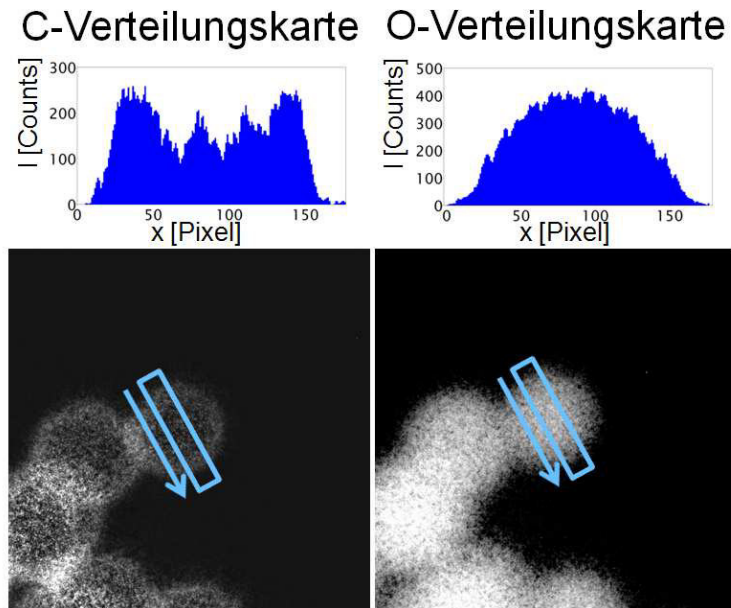 C-Verteilungskarte
O-Verteilungskarte
300
200
100
0
I [Counts]
0 50 100 150
x [Pixel]
500
400
300
200
100
0
I [Counts]
0 50 100 150
x [Pixel]